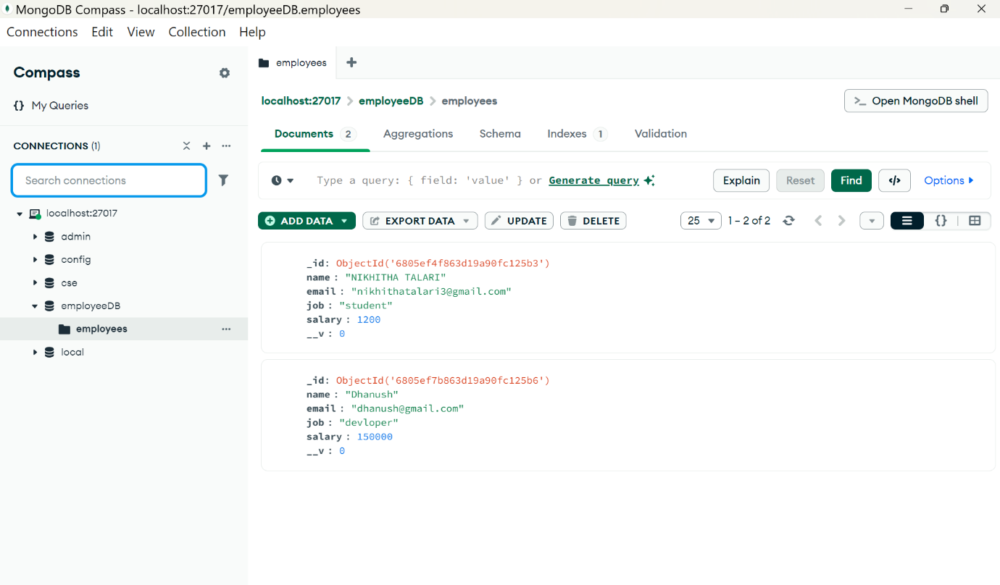 MongoDB Compass - localhost:27017/employeeDB.employees
Connections Edit View Collection Help
Compass
employees
{} My Queries
localhost:27017 > employeeDB > employees
>_ Open MongoDB shell
Documents 2 Aggregations Schema Indexes 1 Validation
CONNECTIONS (1)
Search connections
Type a query: { field: 'value' } or Generate query
Explain Reset Find </> Options
localhost:27017
admin
config
cse
employeeDB
employees
local
ADD DATA EXPORT DATA UPDATE DELETE 25 1 – 2 of 2 {}
_id: ObjectId('6805ef4f863d19a90fc125b3')
name : "NIKHITHA TALARI"
email : "nikhithatalari3@gmail.com"
job : "student"
salary : 1200
__v : 0
_id: ObjectId('6805ef7b863d19a90fc125b6')
name : "Dhanush"
email : "dhanush@gmail.com"
job : "devloper"
salary : 150000
__v : 0